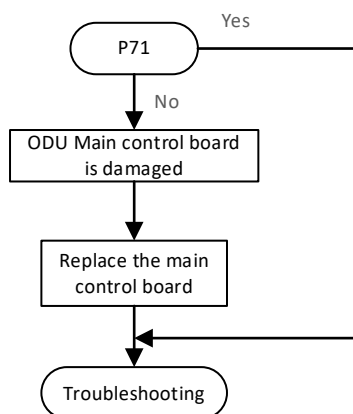 Yes
P71
No
ODU Main control board
is damaged
Replace the main
control board
Troubleshooting